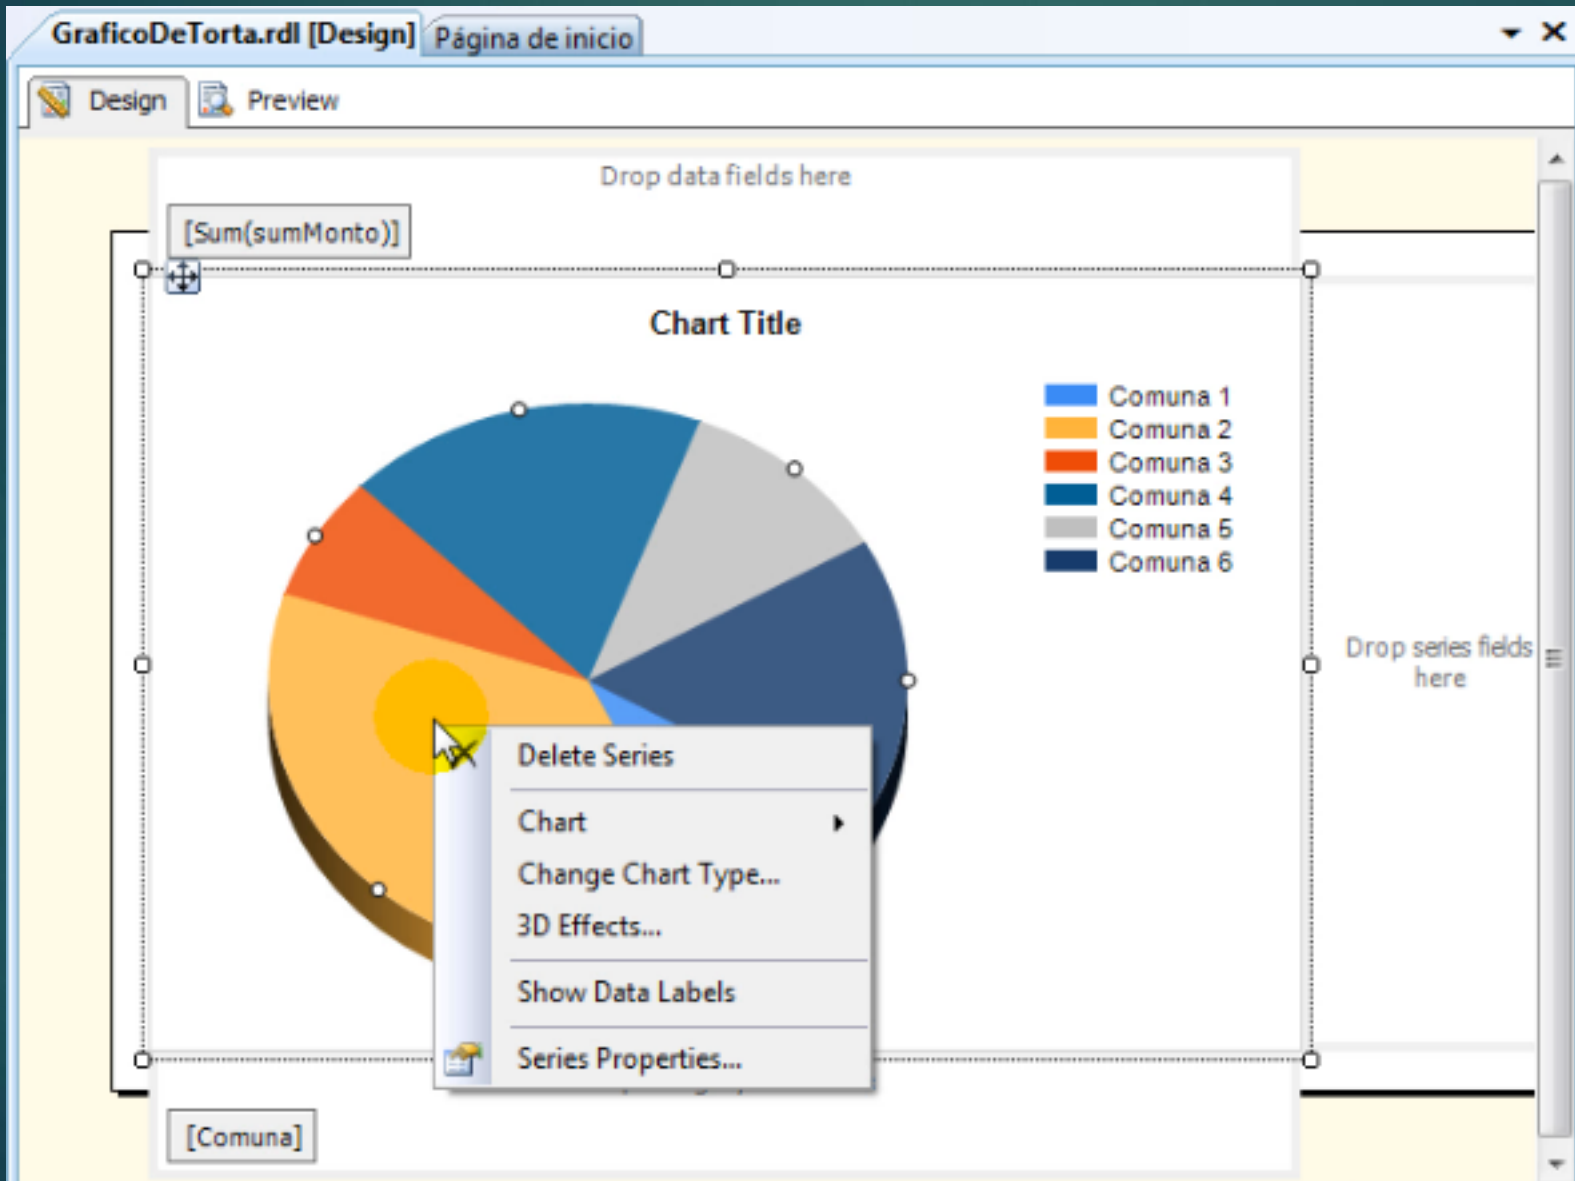 GraficoDeTorta.rdl [Design] Página de inicio
Design Preview
Drop data fields here
[Sum(sumMonto)]
Chart Title
Comuna 1
Comuna 2
Comuna 3
Comuna 4
Comuna 5
Comuna 6
Drop series fields
here
Delete Series
Chart
Change Chart Type...
3D Effects...
Show Data Labels
Series Properties...
[Comuna]